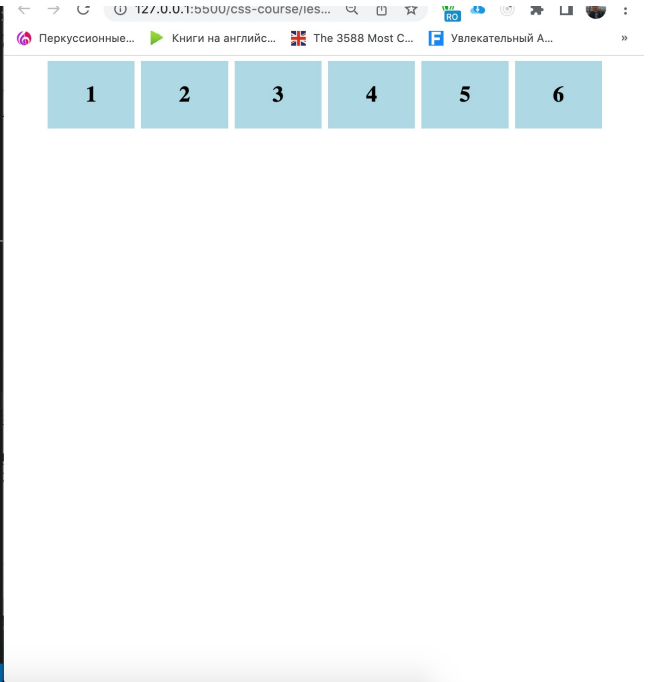 127.0.0.1:5500/css-course/les...
RO
Перкуссионные... Книги на английс... The 3588 Most C... Увлекательный А... »
1 2 3 4 5 6